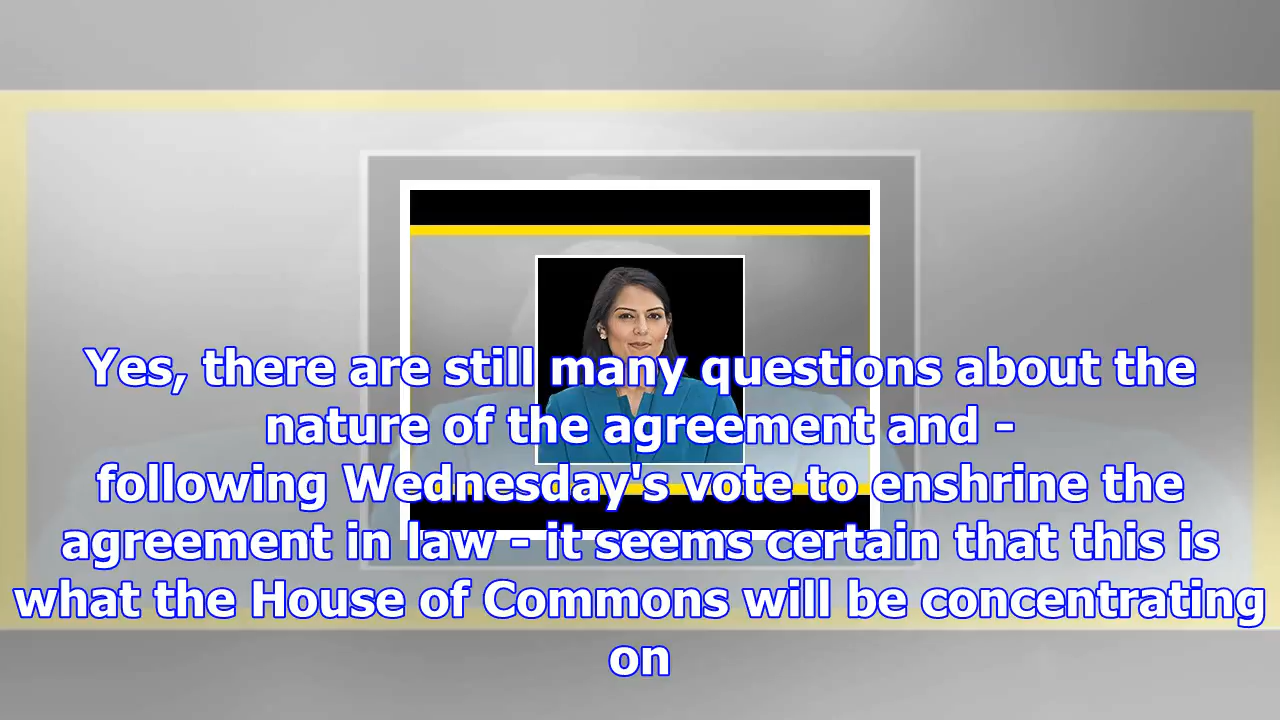 Yes, there are still many questions about the
nature of the agreement and -
following Wednesday's vote to enshrine the
agreement in law - it seems certain that this is
what the House of Commons will be concentrating
on